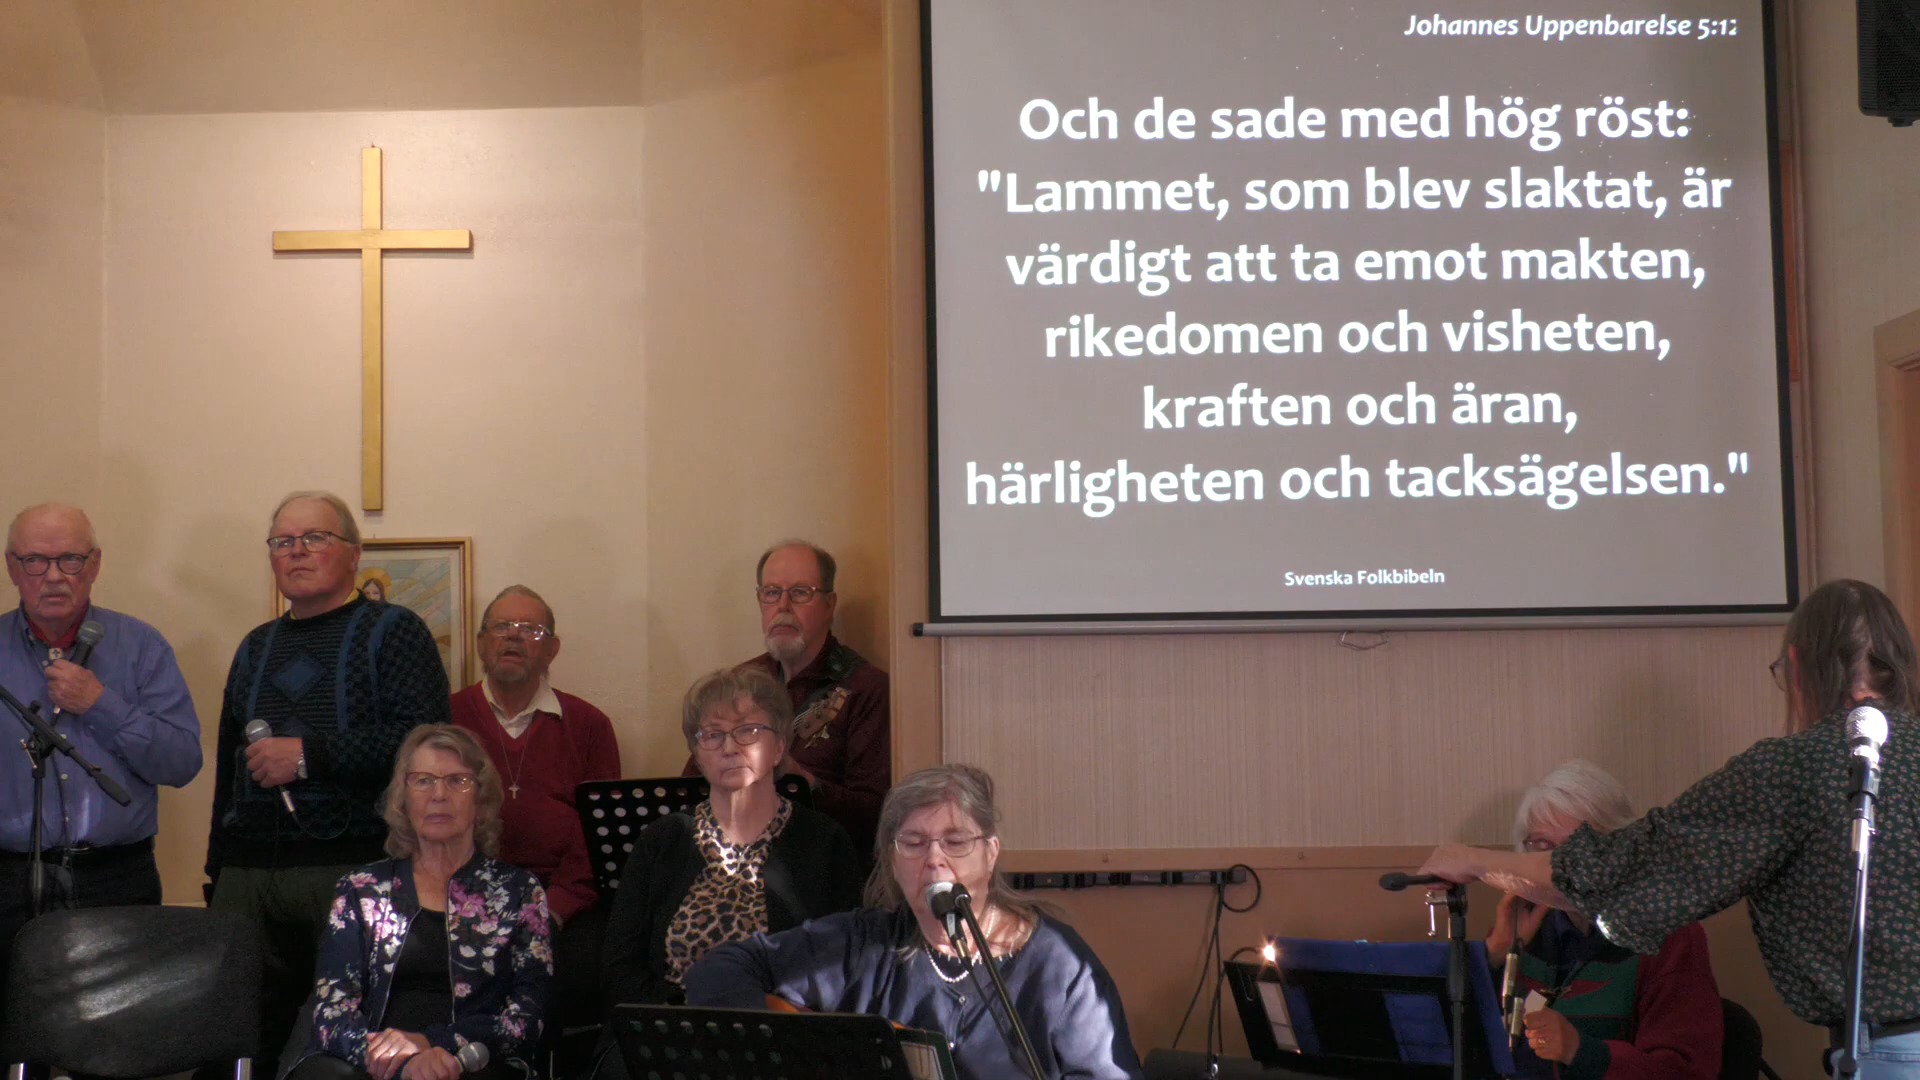 Johannes Uppenbarelse 5:12
Och de sade med hög röst:
"Lammet, som blev slaktat, är
värdigt att ta emot makten,
rikedomen och visheten,
kraften och äran,
härligheten och tacksägelsen."
Svenska Folkbibeln